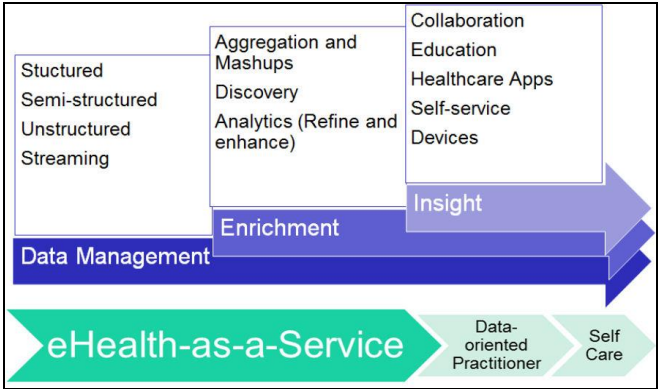 Stuctured
Semi-structured
Unstructured
Streaming
Data Management
Aggregation and
Mashups
Discovery
Analytics (Refine and
enhance)
Enrichment
Collaboration
Education
Healthcare Apps
Self-service
Devices
Insight
eHealth-as-a-Service
Data-
oriented
Practitioner
Self
Care